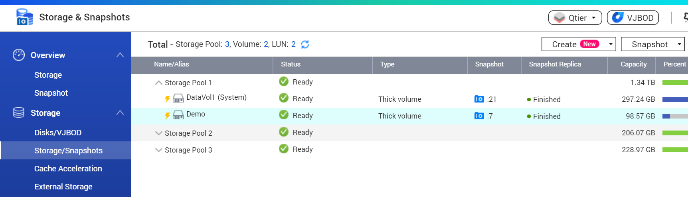 Storage & Snapshots
Qtier
VJBOD
Overview
Storage
Snapshot
Storage
Disks/VJBOD
Storage/Snapshots
Cache Acceleration
External Storage
Total - Storage Pool: 3, Volume: 2, LUN: 2
Create New
Snapshot
Name/Alias Status Type Snapshot Snapshot Replica Capacity Percent
Storage Pool 1 Ready 1.34 TB
DataVol1 (System) Ready Thick volume :21 Finished 297.24 GB
Demo Ready Thick volume :7 Finished 98.57 GB
Storage Pool 2 Ready 206.07 GB
Storage Pool 3 Ready 228.97 GB